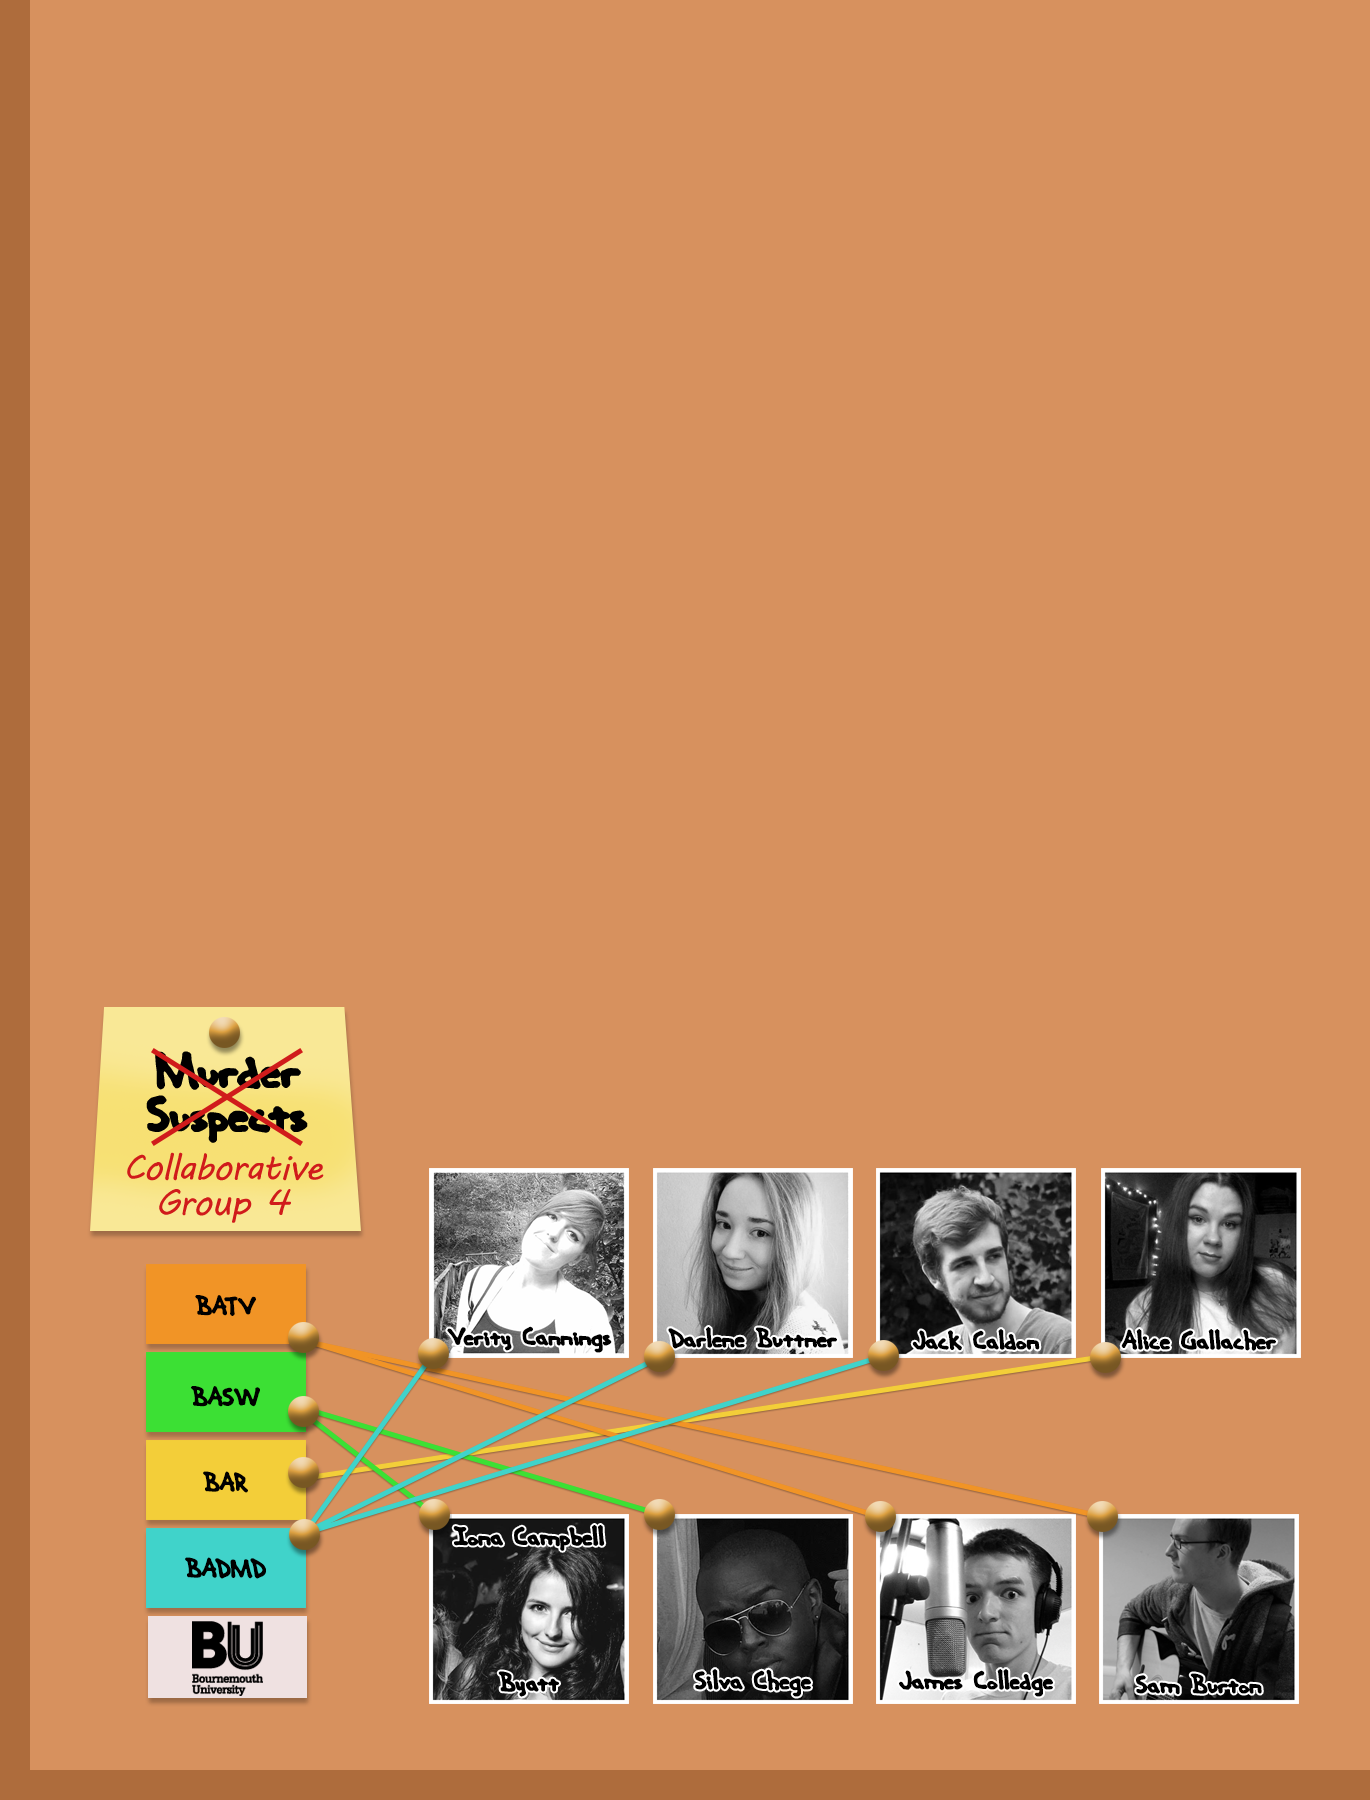 Murder
Suspects
Collaborative
Group 4
BATV
BASW
BAR
BADMD
BU
Bournemouth
University
Verity Cannings
Darlene Buttner
Jack Caldon
Alice Gallacher
Iona Campbell
Byatt
Silva Chege
James Colledge
Sam Burton